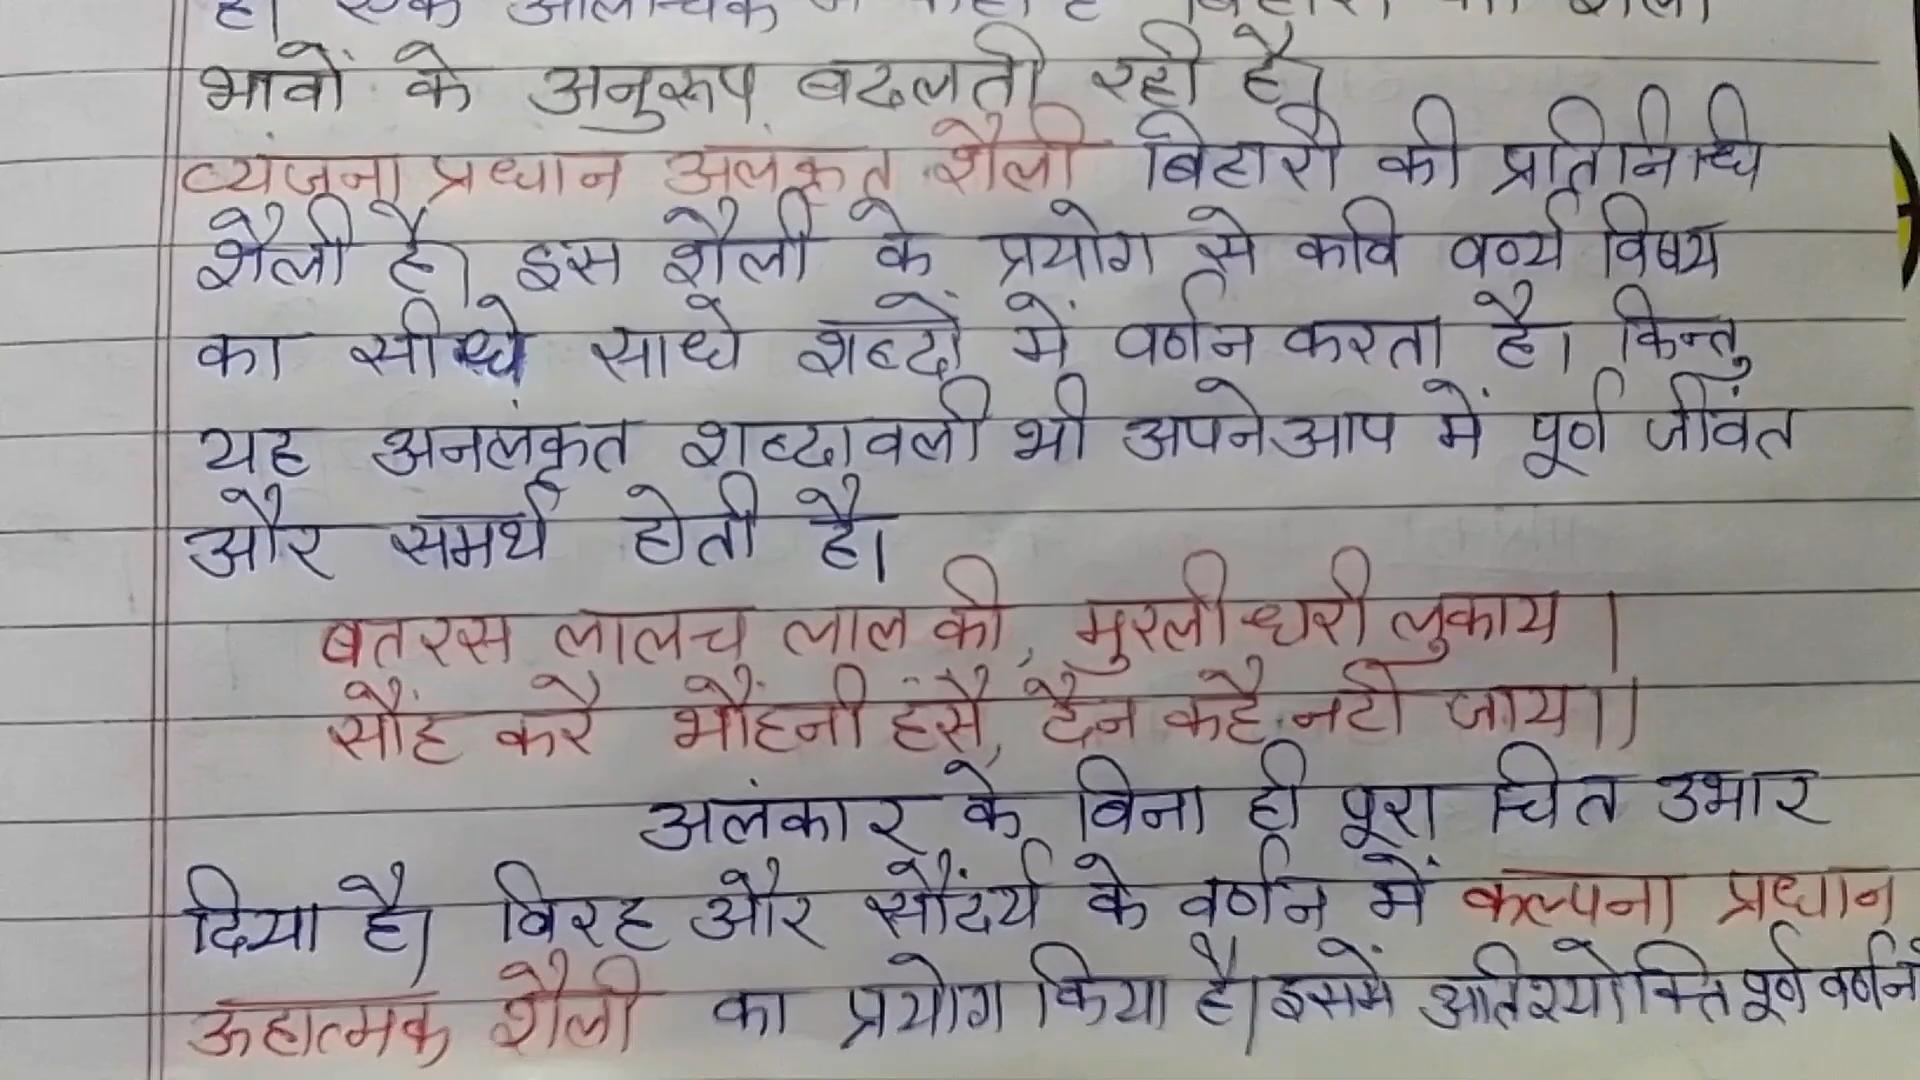 भावों के अनुरूप बदलती रही है।
व्यंजना प्रधान अलंकृत शैली बिहारी की प्रतिनिधि
शैली है। इस शैली के प्रयोग से कवि वर्ण्य विषय
का सीधे साधे शब्दों में वर्णन करता है। किन्तु
यह अनलंकृत शब्दावली भी अपने आप में पूर्ण जीवंत
और समर्थ होती है।
बतरस लालच लाल की, मुरली धरी लुकाय।
सौंह करै भौंहनी हंसै, दैन कहै नटी जाय।।
अलंकार के बिना ही पूरा चित उभार
दिया है। विरह और सौंदर्य के वर्णन में कल्पना प्रधान
ऊहात्मक शैली का प्रयोग किया है। इसमें अतिश्योक्ति पूर्ण वर्णन